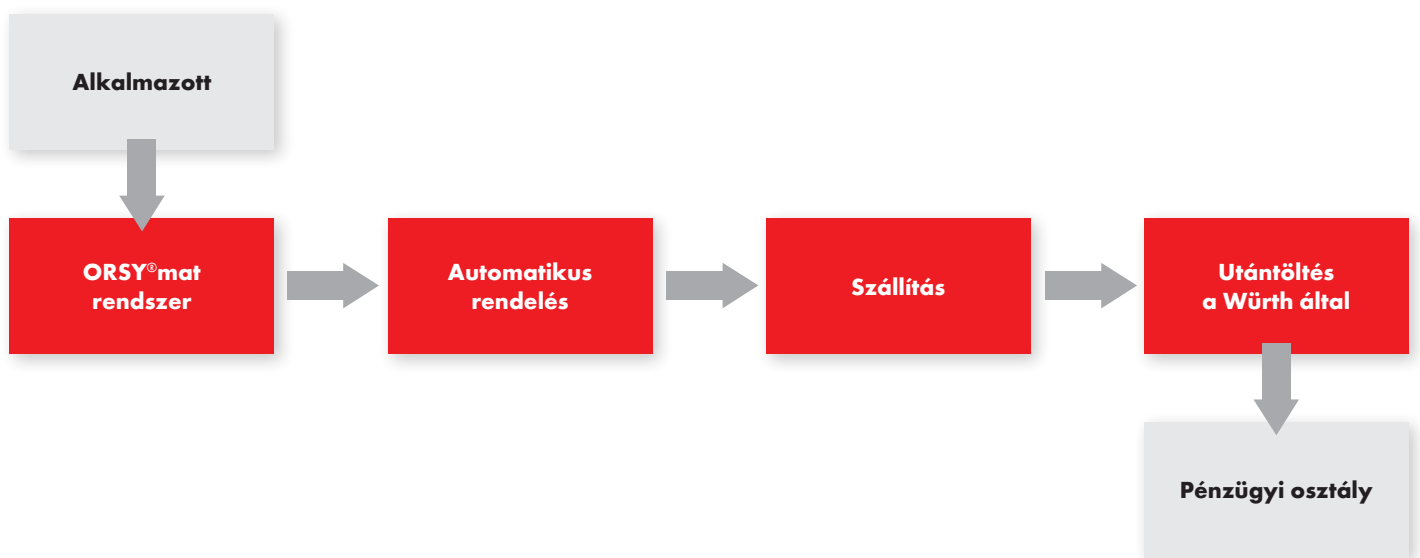 Alkalmazott
ORSY®mat
rendszer
Automatikus
rendelés
Szállítás
Utántöltés
a Würth által
Pénzügyi osztály